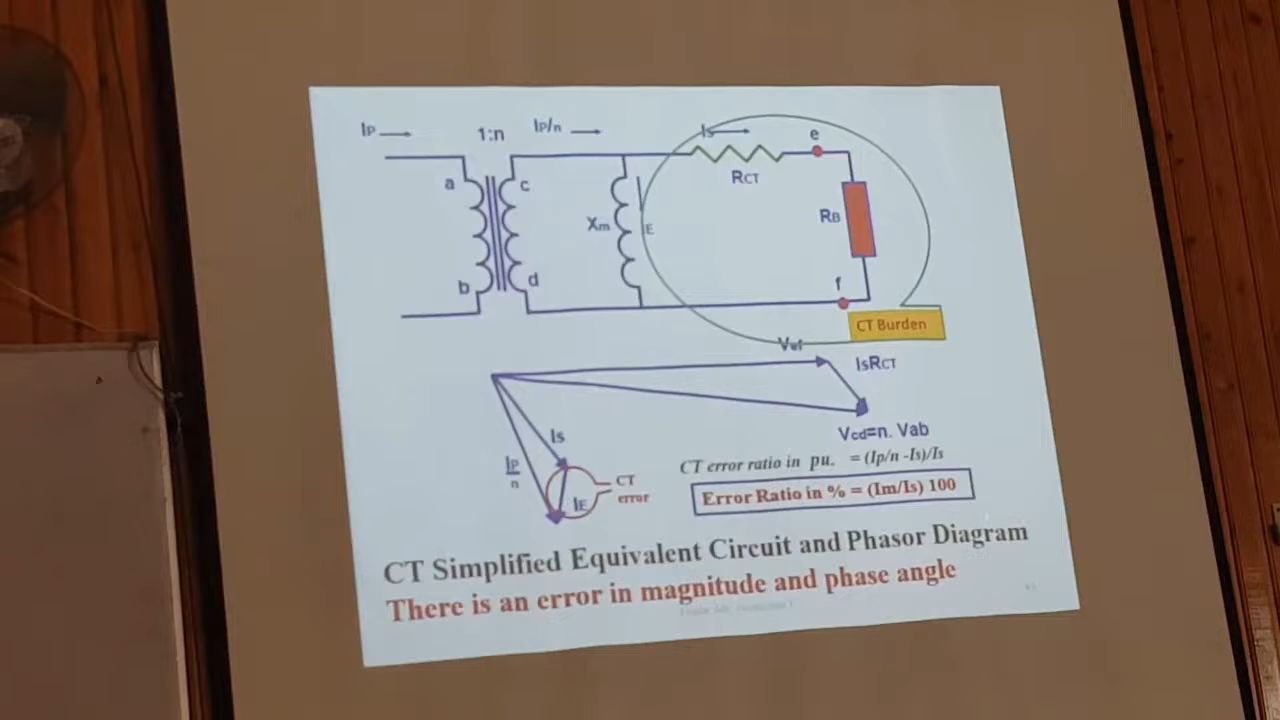 IP
1:n
IP/n
Is
e
a
c
RCT
Xm
E
RB
b
d
f
CT Burden
Vef
IsRCT
Is
Vcd=n. Vab
IP
n
CT error ratio in pu. = (Ip/n -Is)/Is
CT
error
IE
Error Ratio in % = (Im/Is) 100
CT Simplified Equivalent Circuit and Phasor Diagram
There is an error in magnitude and phase angle